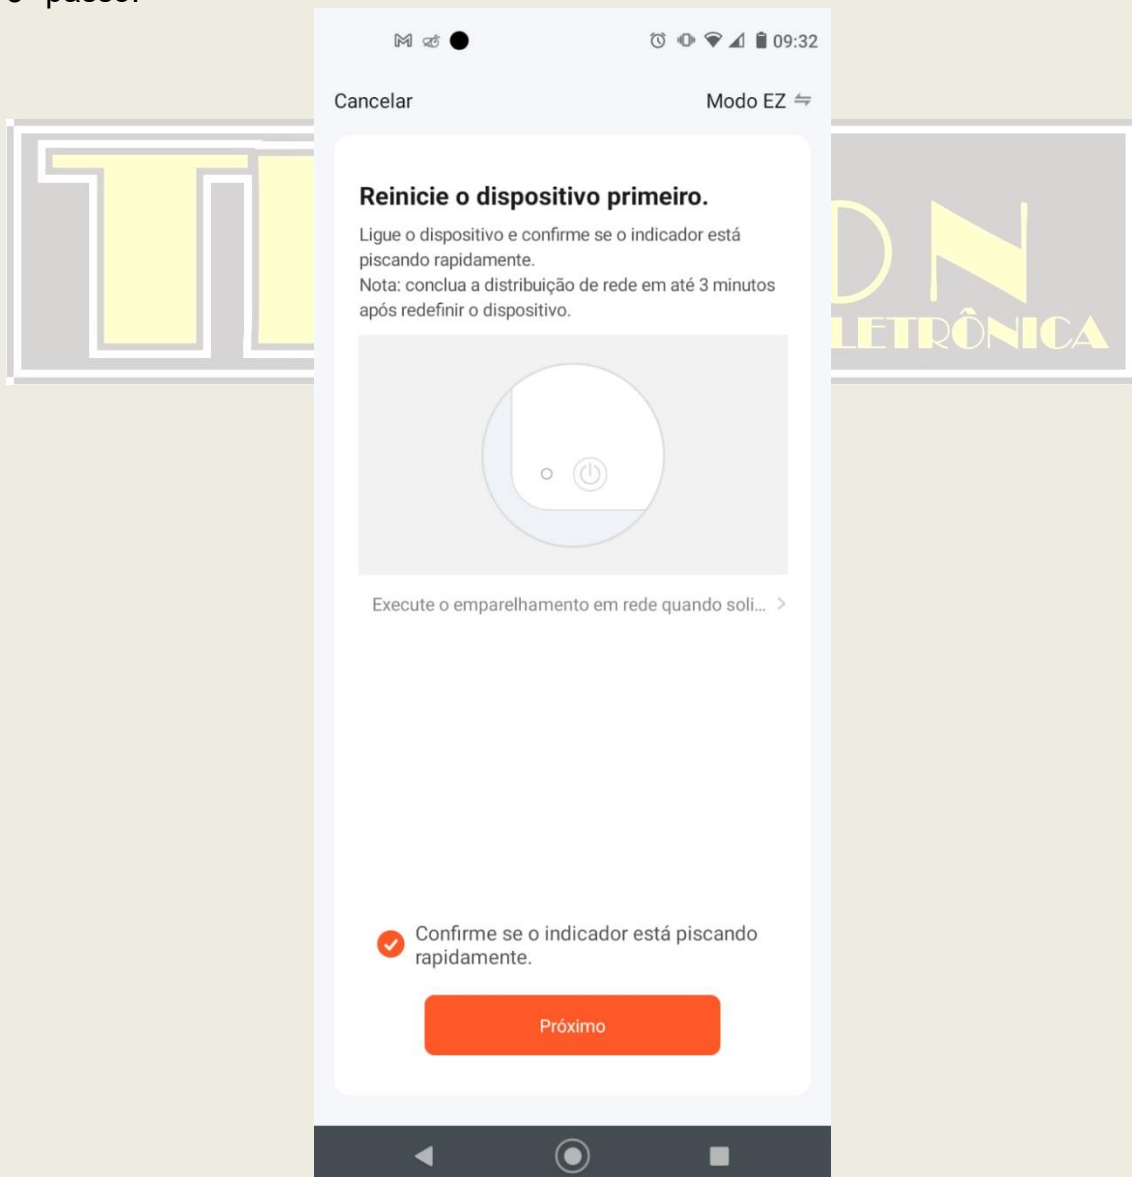 passo:
09:32
Cancelar Modo EZ
Reinicie o dispositivo primeiro.
Ligue o dispositivo e confirme se o indicador está
piscando rapidamente.
Nota: conclua a distribuição de rede em até 3 minutos
após redefinir o dispositivo.
Execute o emparelhamento em rede quando soli... >
Confirme se o indicador está piscando
rapidamente.
Próximo